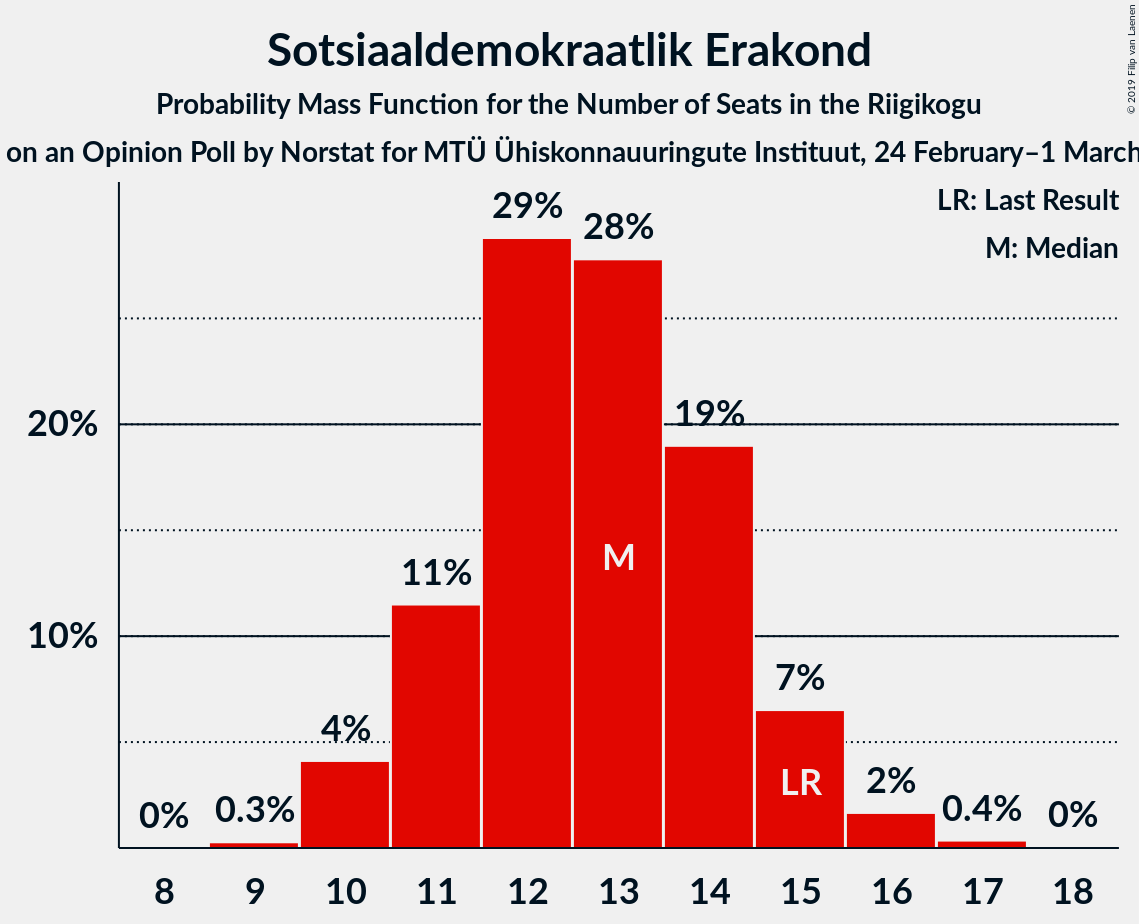 Sotsiaaldemokraatlik Erakond
Probability Mass Function for the Number of Seats in the Riigikogu
on an Opinion Poll by Norstat for MTÜ Ühiskonnauuringute Instituut, 24 February–1 March
© 2019 Filip van Laenen
LR: Last Result
M: Median
29%
28%
20%
19%
M
11%
10%
7%
4%
LR
2%
0%
0.3%
0.4%
0%
8 9 10 11 12 13 14 15 16 17 18